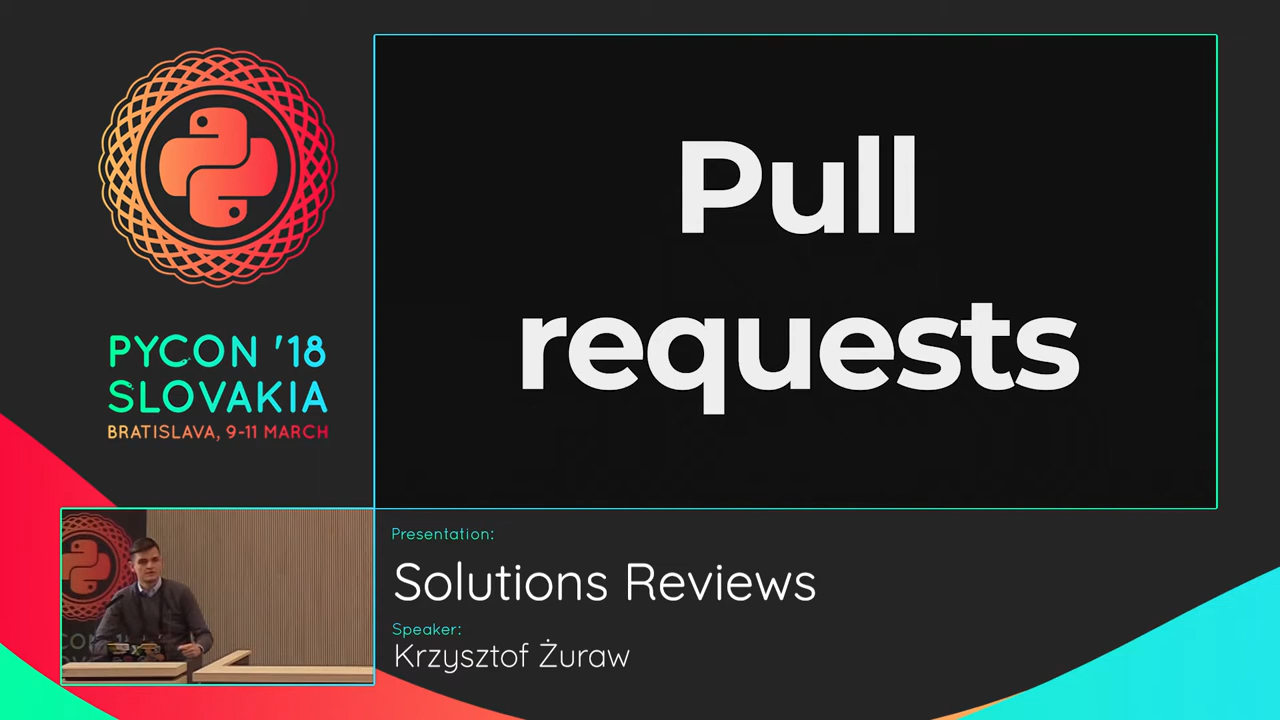 Pull
requests
PYCON '18
SLOVAKIA
BRATISLAVA, 9-11 MARCH
Presentation:
Solutions Reviews
Speaker:
Krzysztof Żuraw